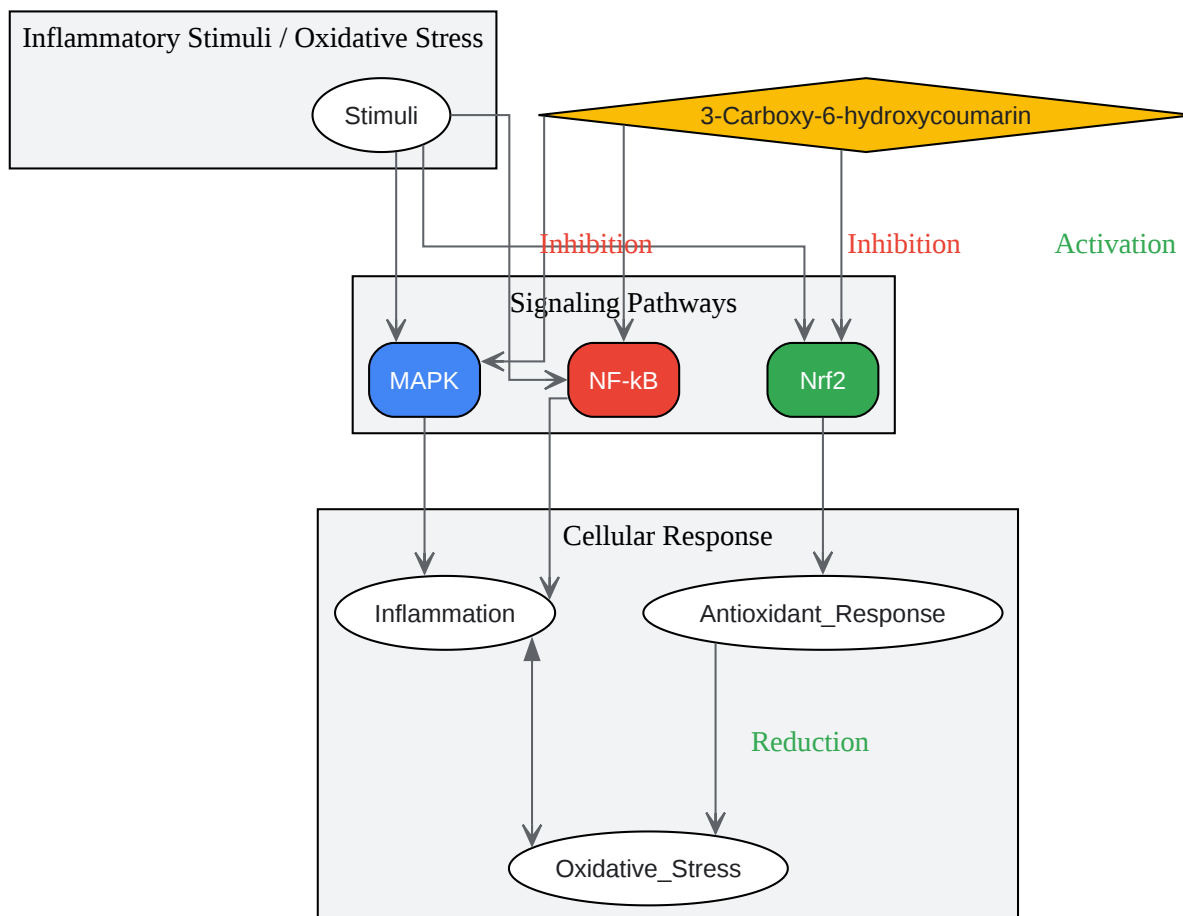 Inflammatory Stimuli / Oxidative Stress
Stimuli
3-Carboxy-6-hydroxycoumarin
Inhibition
Inhibition
Activation
Signaling Pathways
MAPK
NF-kB
Nrf2
Cellular Response
Inflammation
Antioxidant_Response
Reduction
Oxidative_Stress